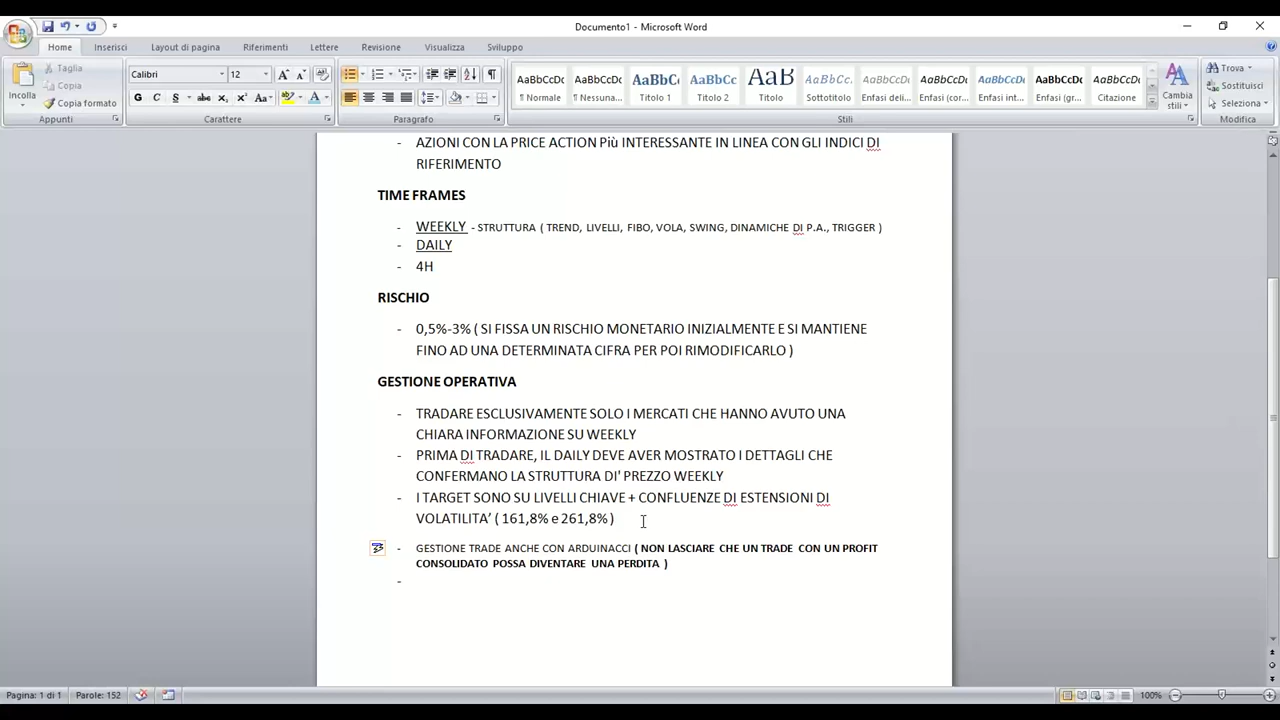 Documento1 - Microsoft Word
Home Inserisci Layout di pagina Riferimenti Lettere Revisione Visualizza Sviluppo
Incolla
Taglia
Copia
Copia formato
Appunti
Calibri 12
G C S abc x₂ x² Aa
Carattere
Paragrafo
AaBbCcDc AaBbCcDc AaBbC AaBbCc AaB AaBbCc AaBbCcDc AaBbCcDc AaBbCcDc AaBbCcDc AaBbCcDc
¶ Normale ¶ Nessuna... Titolo 1 Titolo 2 Titolo Sottotitolo Enfasi deli... Enfasi (cor... Enfasi int... Enfasi (gr... Citazione
Stili
Cambia stili
Trova
Sostituisci
Seleziona
Modifica
- AZIONI CON LA PRICE ACTION Più INTERESSANTE IN LINEA CON GLI INDICI DI
RIFERIMENTO
TIME FRAMES
- WEEKLY - STRUTTURA ( TREND, LIVELLI, FIBO, VOLA, SWING, DINAMICHE DI P.A., TRIGGER )
- DAILY
- 4H
RISCHIO
- 0,5%-3% ( SI FISSA UN RISCHIO MONETARIO INIZIALMENTE E SI MANTIENE
FINO AD UNA DETERMINATA CIFRA PER POI RIMODIFICARLO )
GESTIONE OPERATIVA
- TRADARE ESCLUSIVAMENTE SOLO I MERCATI CHE HANNO AVUTO UNA
CHIARA INFORMAZIONE SU WEEKLY
- PRIMA DI TRADARE, IL DAILY DEVE AVER MOSTRATO I DETTAGLI CHE
CONFERMANO LA STRUTTURA DI' PREZZO WEEKLY
- I TARGET SONO SU LIVELLI CHIAVE + CONFLUENZE DI ESTENSIONI DI
VOLATILITA’ ( 161,8% e 261,8% )
- GESTIONE TRADE ANCHE CON ARDUINACCI ( NON LASCIARE CHE UN TRADE CON UN PROFIT
CONSOLIDATO POSSA DIVENTARE UNA PERDITA )
-
Pagina: 1 di 1 Parole: 152 100%